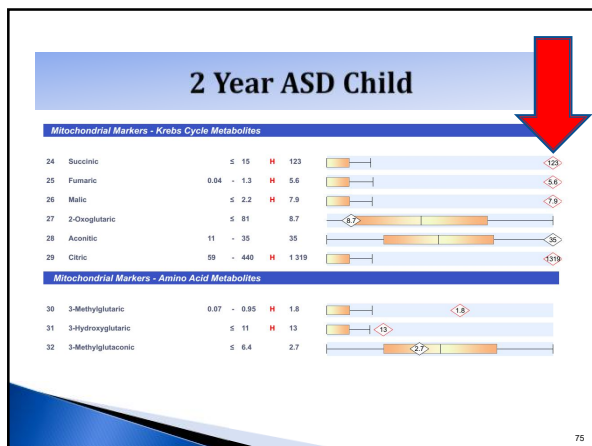 2 Year ASD Child
Mitochondrial Markers - Krebs Cycle Metabolites
24 Succinic ≤ 15 H 123 123
25 Fumaric 0.04 - 1.3 H 5.6 5.6
26 Malic ≤ 2.2 H 7.9 7.9
27 2-Oxoglutaric ≤ 81 8.7 8.7
28 Aconitic 11 - 35 35 35
29 Citric 59 - 440 H 1 319 1319
Mitochondrial Markers - Amino Acid Metabolites
30 3-Methylglutaric 0.07 - 0.95 H 1.8 1.8
31 3-Hydroxyglutaric ≤ 11 H 13 13
32 3-Methylglutaconic ≤ 6.4 2.7 2.7
75